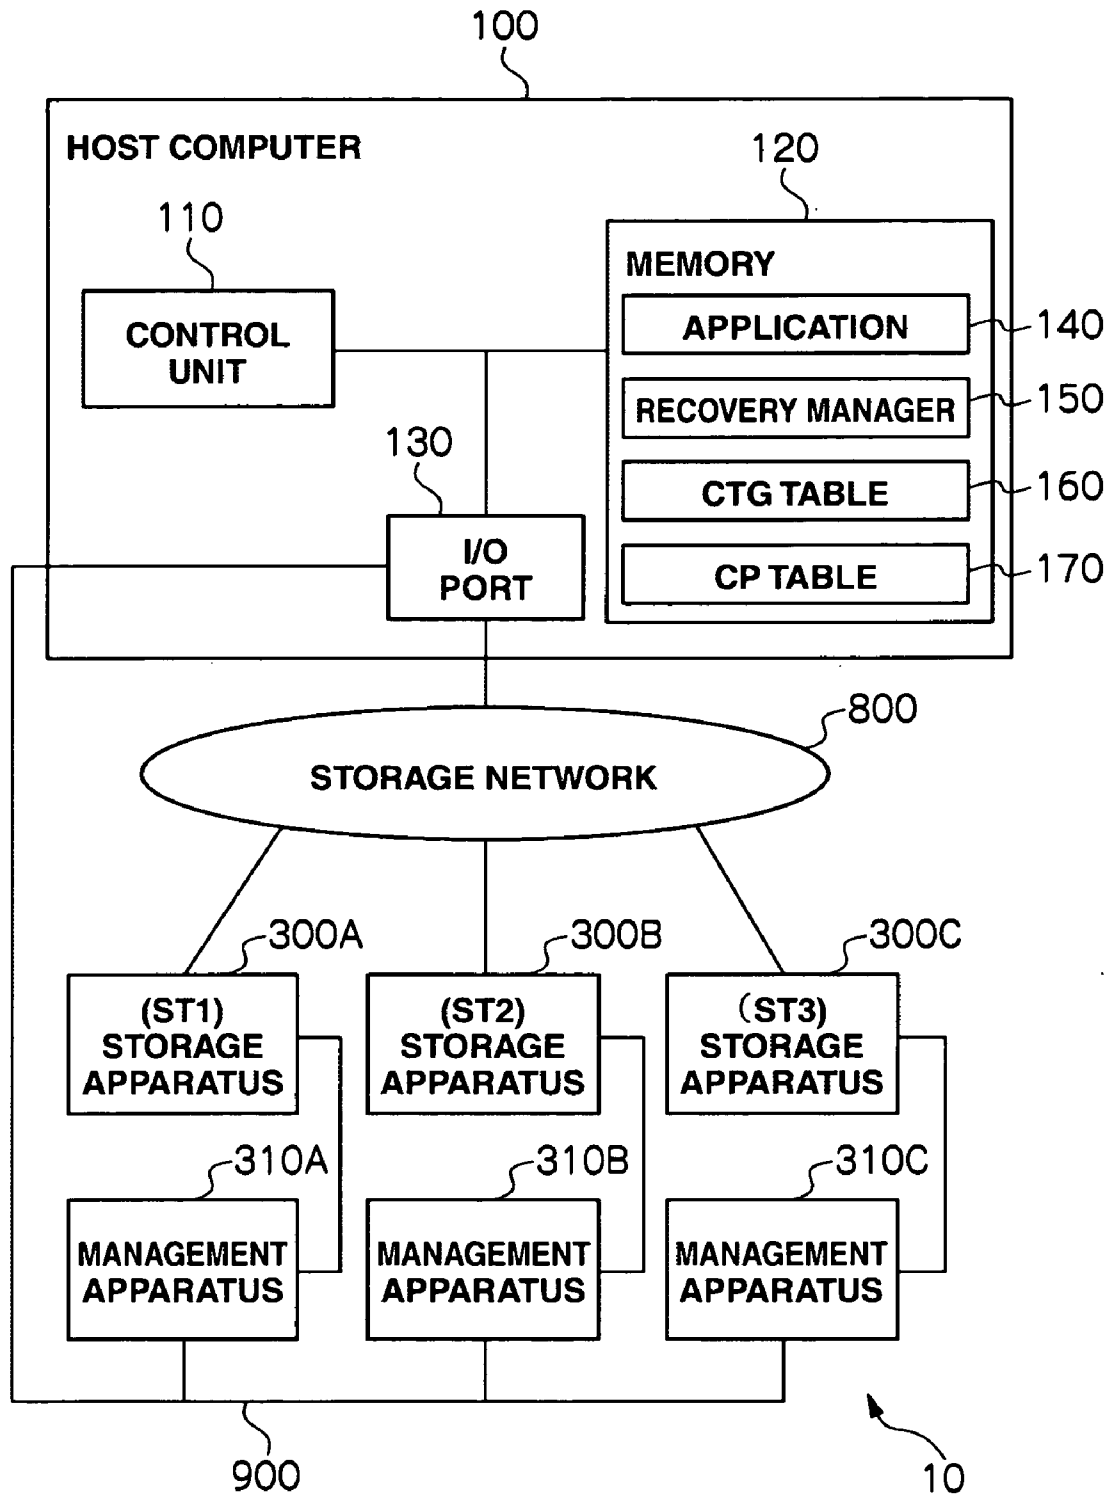 100
HOST COMPUTER
120
110
MEMORY
CONTROL
UNIT
APPLICATION
140
RECOVERY MANAGER
150
130
CTG TABLE
160
I/O
PORT
CP TABLE
170
800
STORAGE NETWORK
300A
300B
300C
(ST1)
STORAGE
APPARATUS
(ST2)
STORAGE
APPARATUS
(ST3)
STORAGE
APPARATUS
310A
310B
310C
MANAGEMENT
APPARATUS
MANAGEMENT
APPARATUS
MANAGEMENT
APPARATUS
900
10